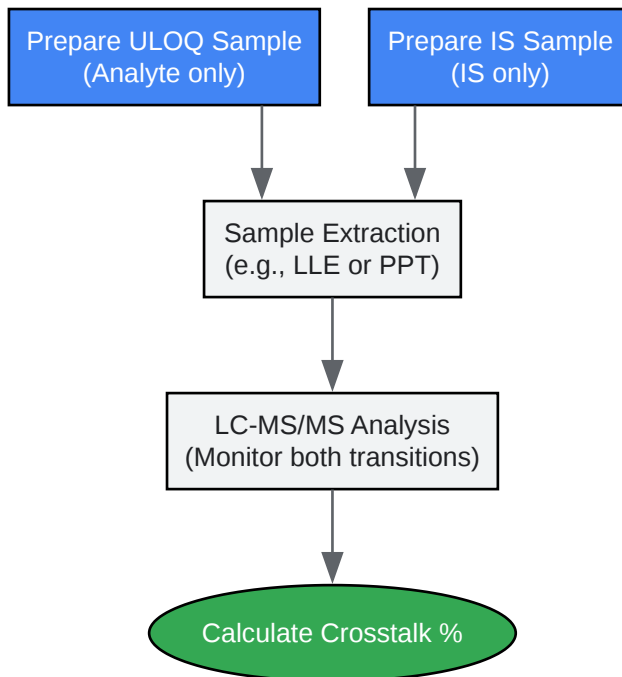 Prepare ULOQ Sample
(Analyte only)
Prepare IS Sample
(IS only)
Sample Extraction
(e.g., LLE or PPT)
LC-MS/MS Analysis
(Monitor both transitions)
Calculate Crosstalk %